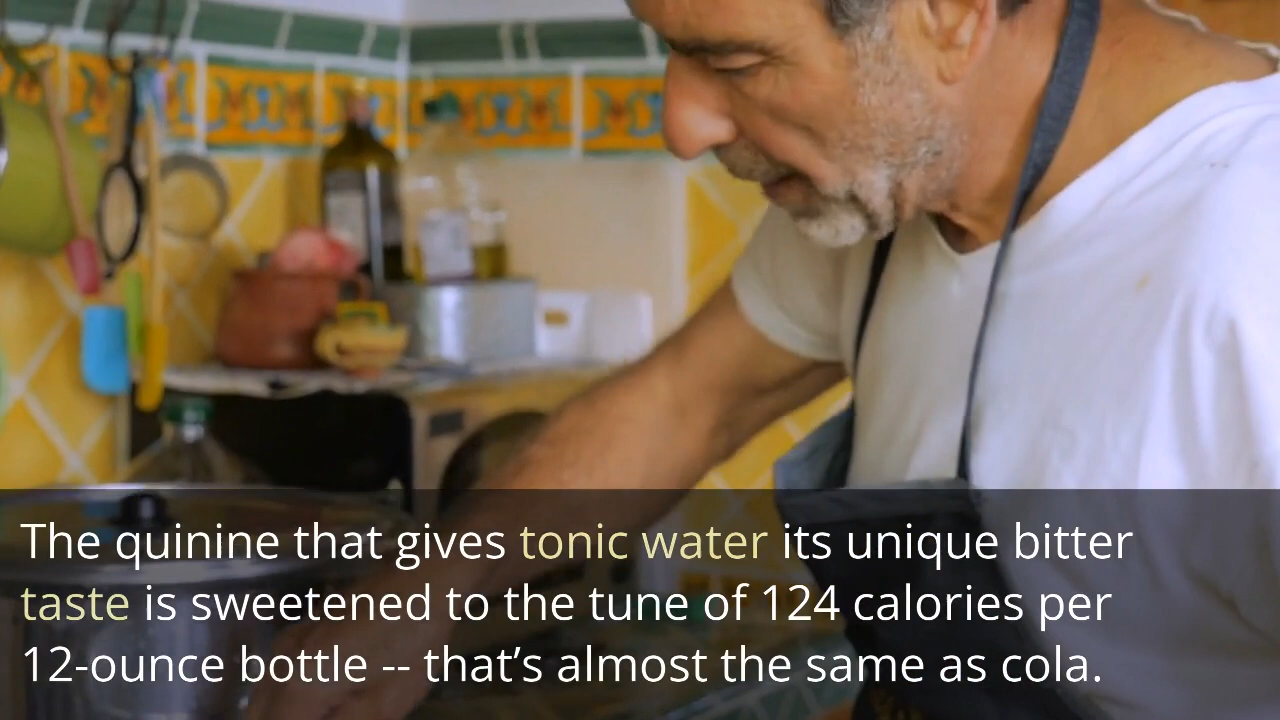 The quinine that gives tonic water its unique bitter
taste is sweetened to the tune of 124 calories per
12-ounce bottle -- that’s almost the same as cola.